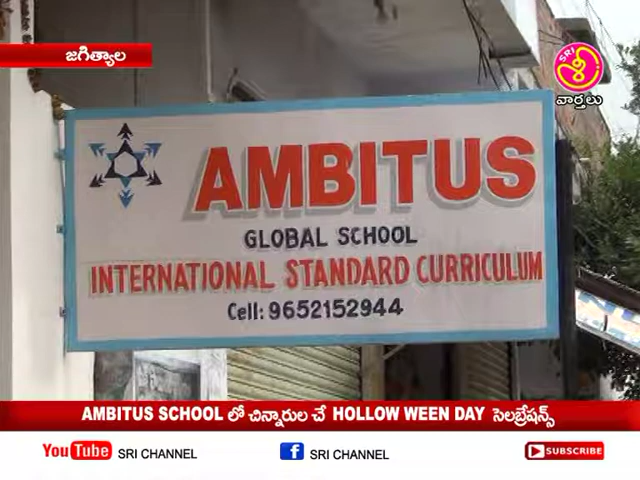 జగిత్యాల
SRI
శ్రీ
వార్తలు
AMBITUS
GLOBAL SCHOOL
INTERNATIONAL STANDARD CURRICULUM
Cell: 9652152944
AMBITUS SCHOOL లో చిన్నారుల చే HOLLOW WEEN DAY సెలబ్రేషన్స్
YouTube SRI CHANNEL f SRI CHANNEL SUBSCRIBE